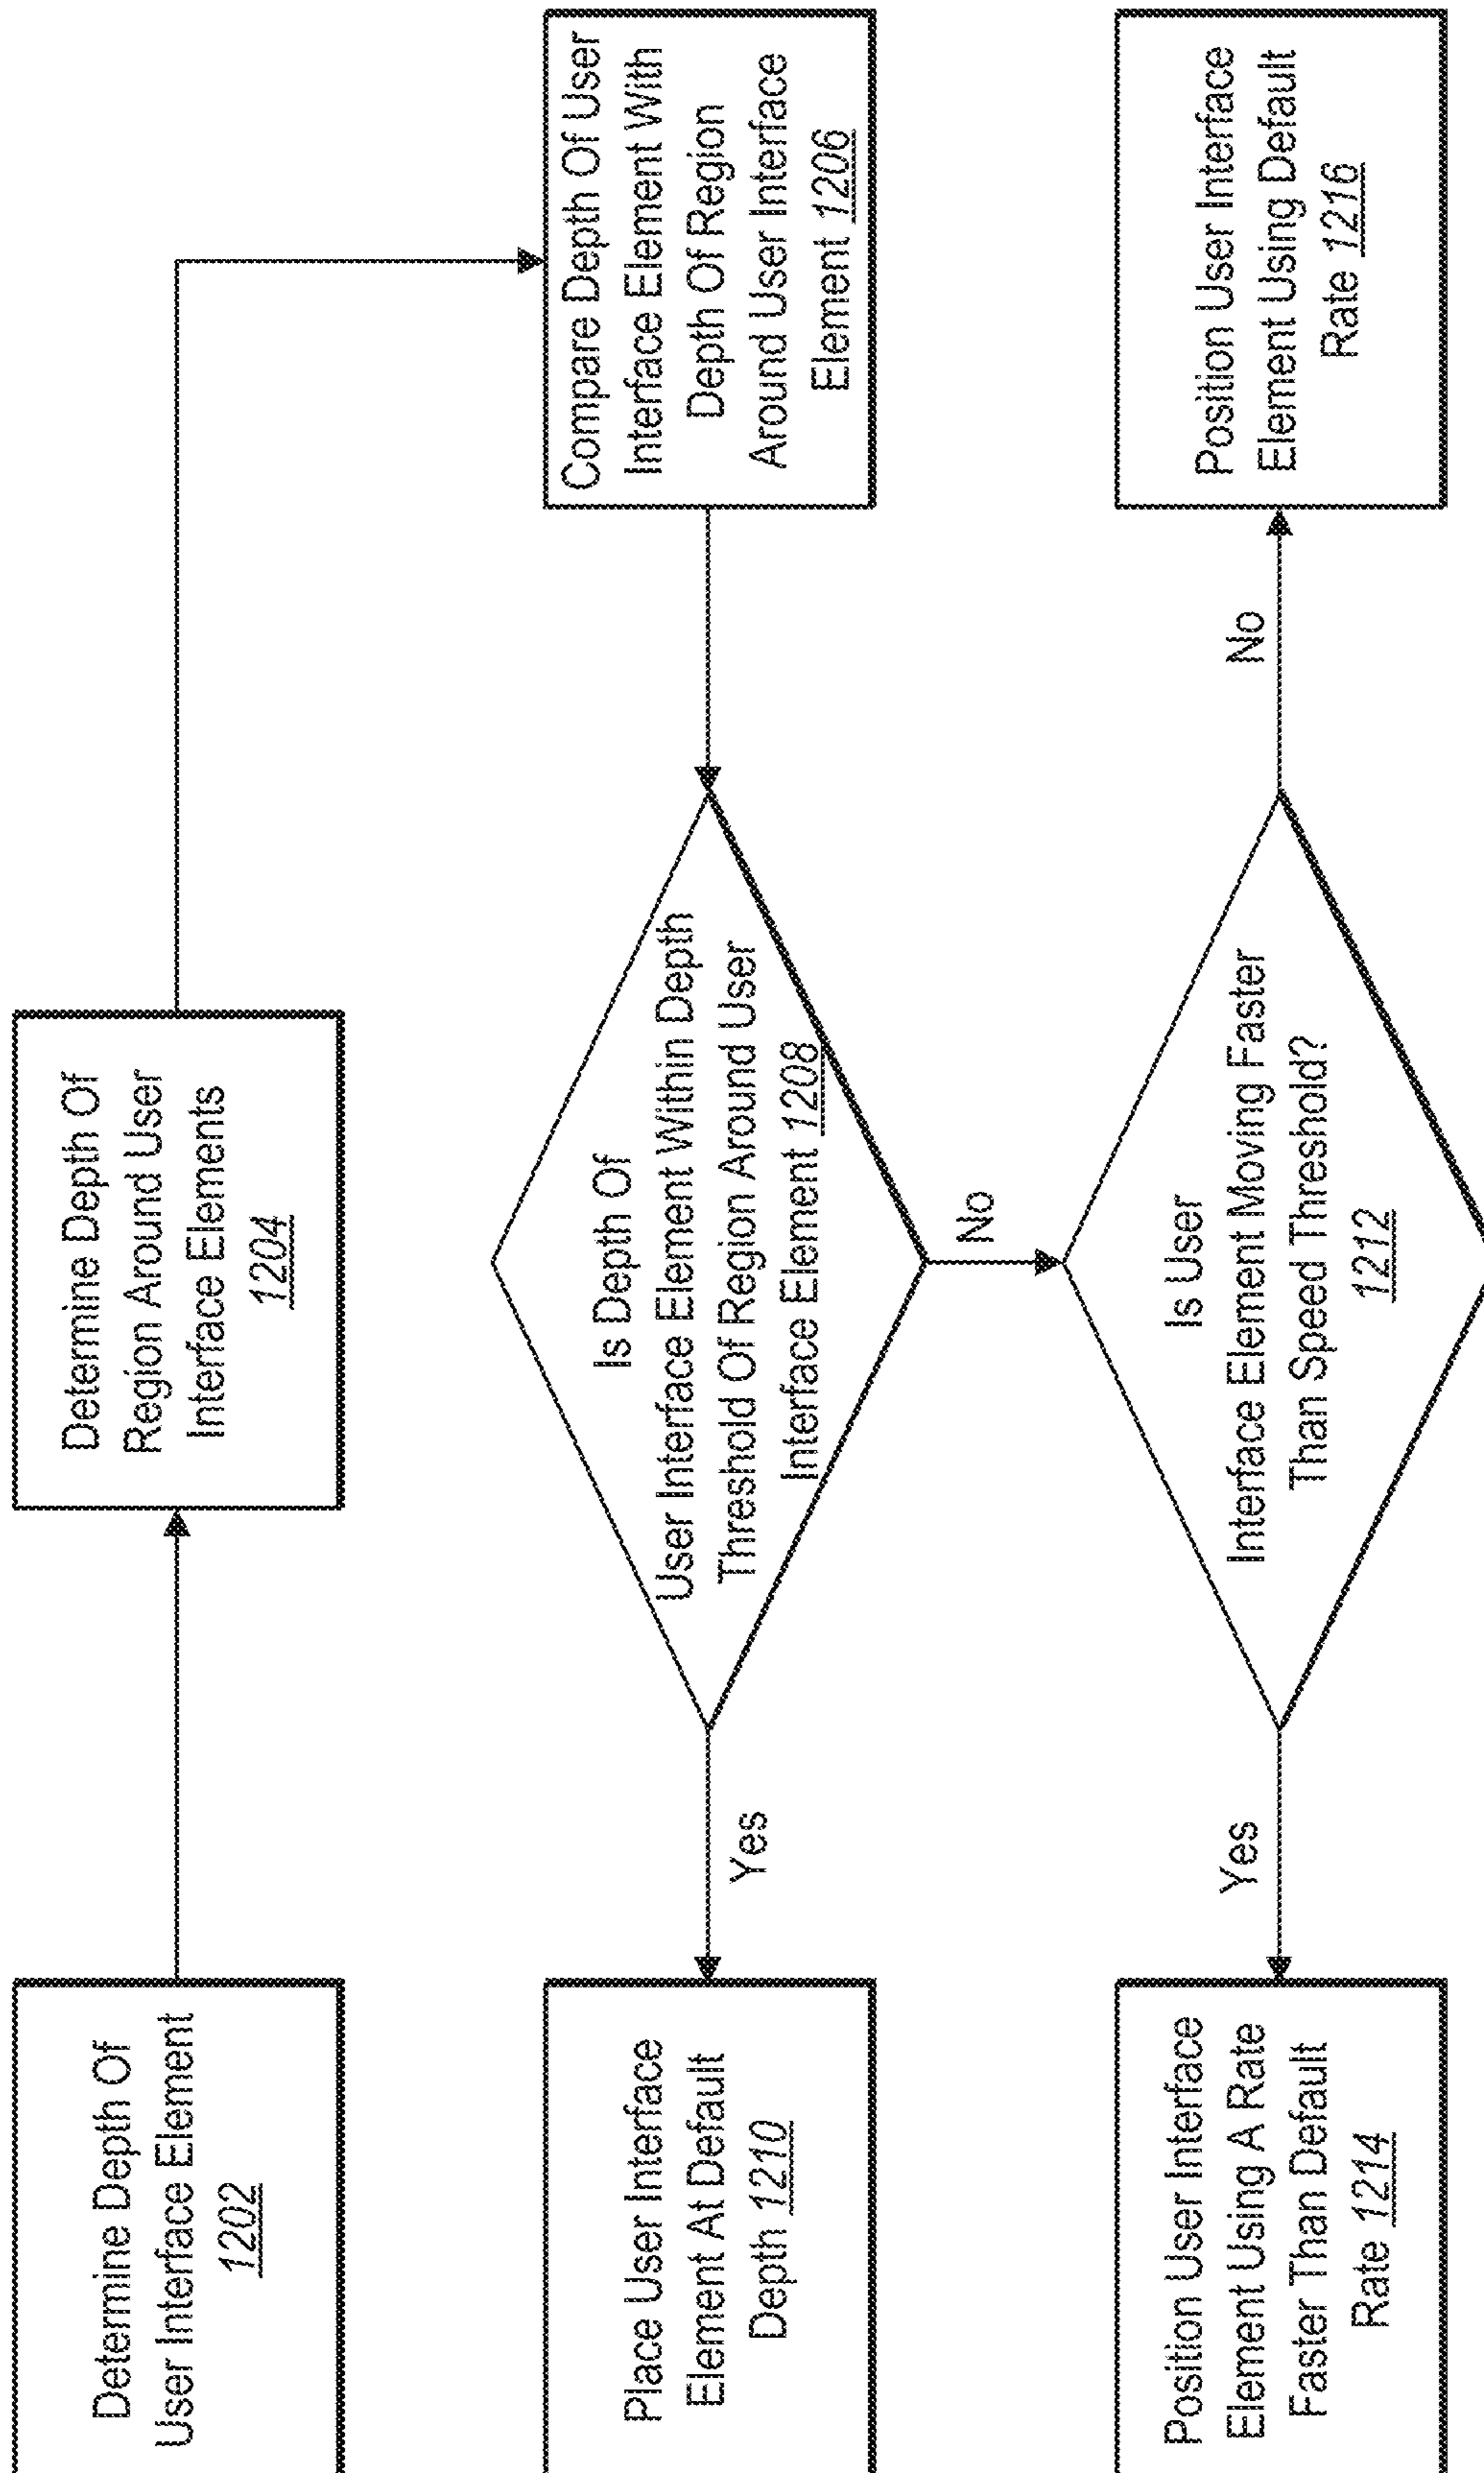 Determine Depth Of
User Interface Element
1202
Determine Depth Of
Region Around User
Interface Elements
1204
Compare Depth Of User
Interface Element With
Depth Of Region
Around User Interface
Element 1206
Is Depth Of
User Interface Element Within Depth
Threshold Of Region Around User
Interface Element 1208
Yes
Place User Interface
Element At Default
Depth 1210
No
Is User
Interface Element Moving Faster
Than Speed Threshold?
1212
Yes
Position User Interface
Element Using A Rate
Faster Than Default
Rate 1214
No
Position User Interface
Element Using Default
Rate 1216